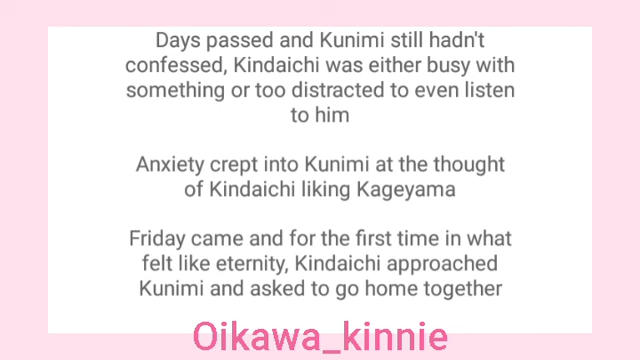 Days passed and Kunimi still hadn't
confessed, Kindaichi was either busy with
something or too distracted to even listen
to him
Anxiety crept into Kunimi at the thought
of Kindaichi liking Kageyama
Friday came and for the first time in what
felt like eternity, Kindaichi approached
Kunimi and asked to go home together
Oikawa_kinnie